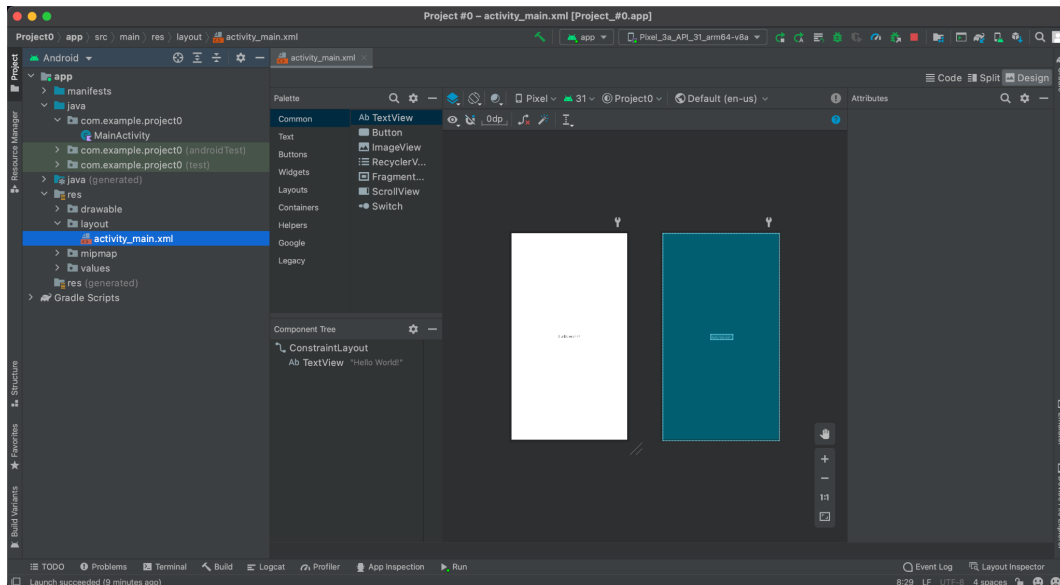 Project #0 – activity_main.xml [Project_#0.app]
Project0 app src main res layout activity_main.xml
app
Pixel_3a_API_31_arm64-v8a
Project
Resource Manager
Structure
Favorites
Build Variants
Android
app
manifests
java
com.example.project0
MainActivity
com.example.project0 (androidTest)
com.example.project0 (test)
java (generated)
res
drawable
layout
activity_main.xml
mipmap
values
res (generated)
Gradle Scripts
activity_main.xml
Code Split Design
Palette
Common
Text
Buttons
Widgets
Layouts
Containers
Helpers
Google
Legacy
Ab TextView
Button
ImageView
RecyclerV...
Fragment...
ScrollView
Switch
Pixel 31 Project0 Default (en-us)
0dp
Attributes
Component Tree
ConstraintLayout
Ab TextView "Hello World!"
1:1
TODO Problems Terminal Build Logcat Profiler App Inspection Run
Event Log Layout Inspector
Launch succeeded (9 minutes ago)
8:29 LF UTF-8 4 spaces